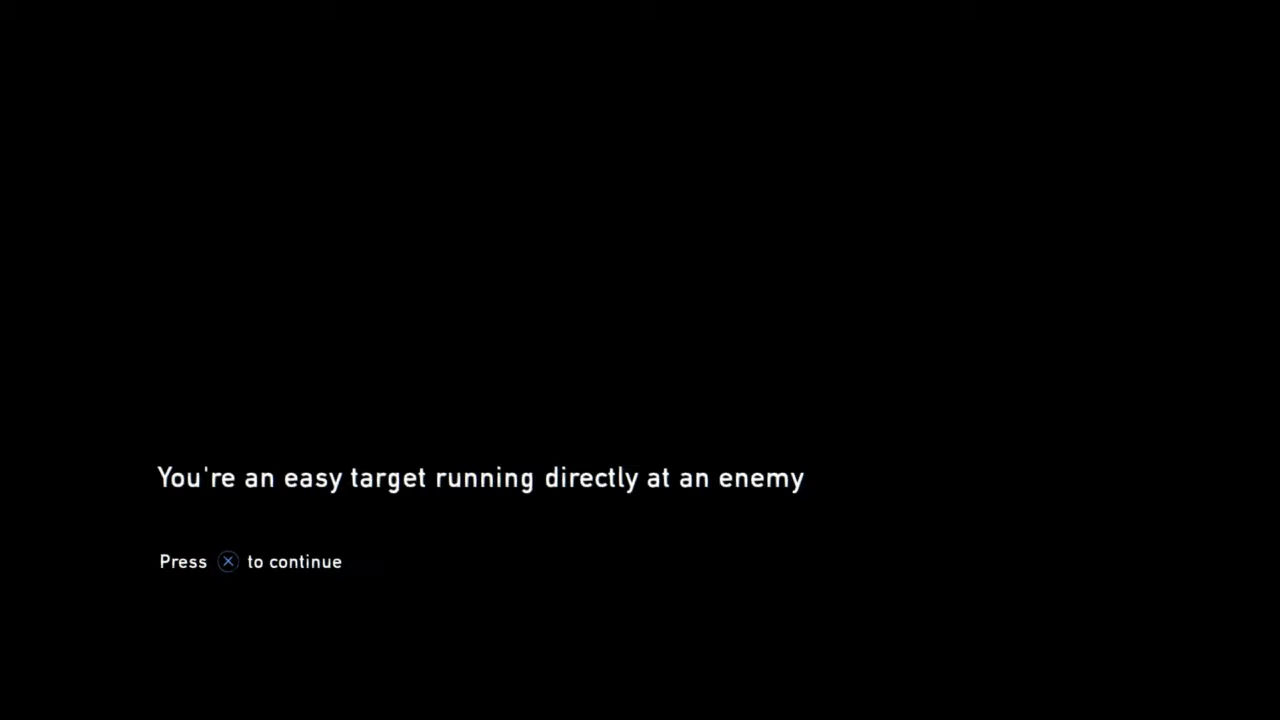 You're an easy target running directly at an enemy
Press ⊗ to continue